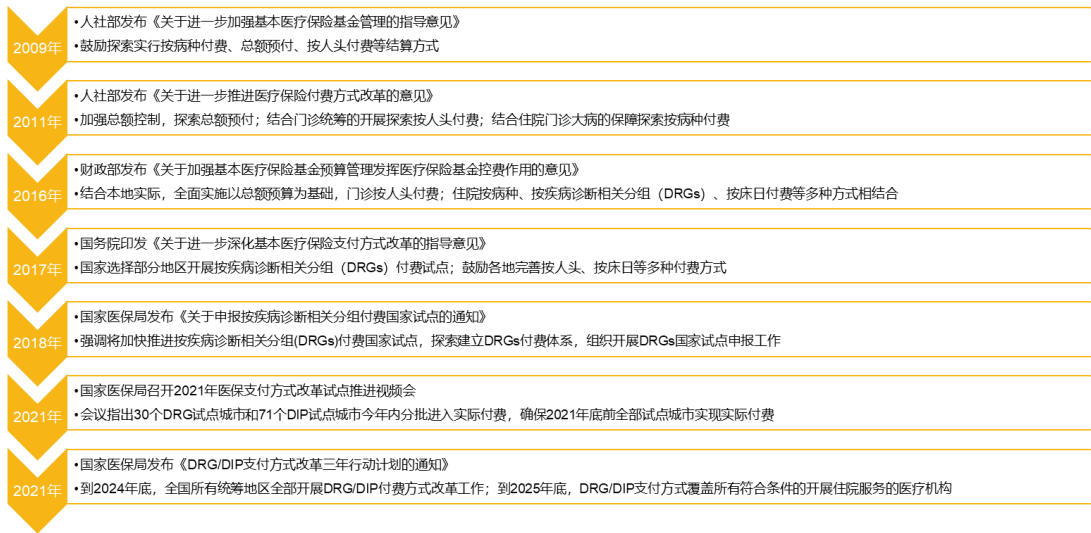 2009年
•人社部发布《关于进一步加强基本医疗保险基金管理的指导意见》
•鼓励探索实行按病种付费、总额预付、按人头付费等结算方式
2011年
•人社部发布《关于进一步推进医疗保险付费方式改革的意见》
•加强总额控制，探索总额预付；结合门诊统筹的开展探索按人头付费；结合住院门诊大病的保障探索按病种付费
2016年
•财政部发布《关于加强基本医疗保险基金预算管理发挥医疗保险基金控费作用的意见》
•结合本地实际，全面实施以总额预算为基础，门诊按人头付费；住院按病种、按疾病诊断相关分组（DRGs）、按床日付费等多种方式相结合
2017年
•国务院印发《关于进一步深化基本医疗保险支付方式改革的指导意见》
•国家选择部分地区开展按疾病诊断相关分组（DRGs）付费试点；鼓励各地完善按人头、按床日等多种付费方式
2018年
•国家医保局发布《关于申报按疾病诊断相关分组付费国家试点的通知》
•强调将加快推进按疾病诊断相关分组(DRGs)付费国家试点，探索建立DRGs付费体系，组织开展DRGs国家试点申报工作
2021年
•国家医保局召开2021年医保支付方式改革试点推进视频会
•会议指出30个DRG试点城市和71个DIP试点城市今年内分批进入实际付费，确保2021年底前全部试点城市实现实际付费
2021年
•国家医保局发布《DRG/DIP支付方式改革三年行动计划的通知》
•到2024年底，全国所有统筹地区全部开展DRG/DIP付费方式改革工作；到2025年底，DRG/DIP支付方式覆盖所有符合条件的开展住院服务的医疗机构